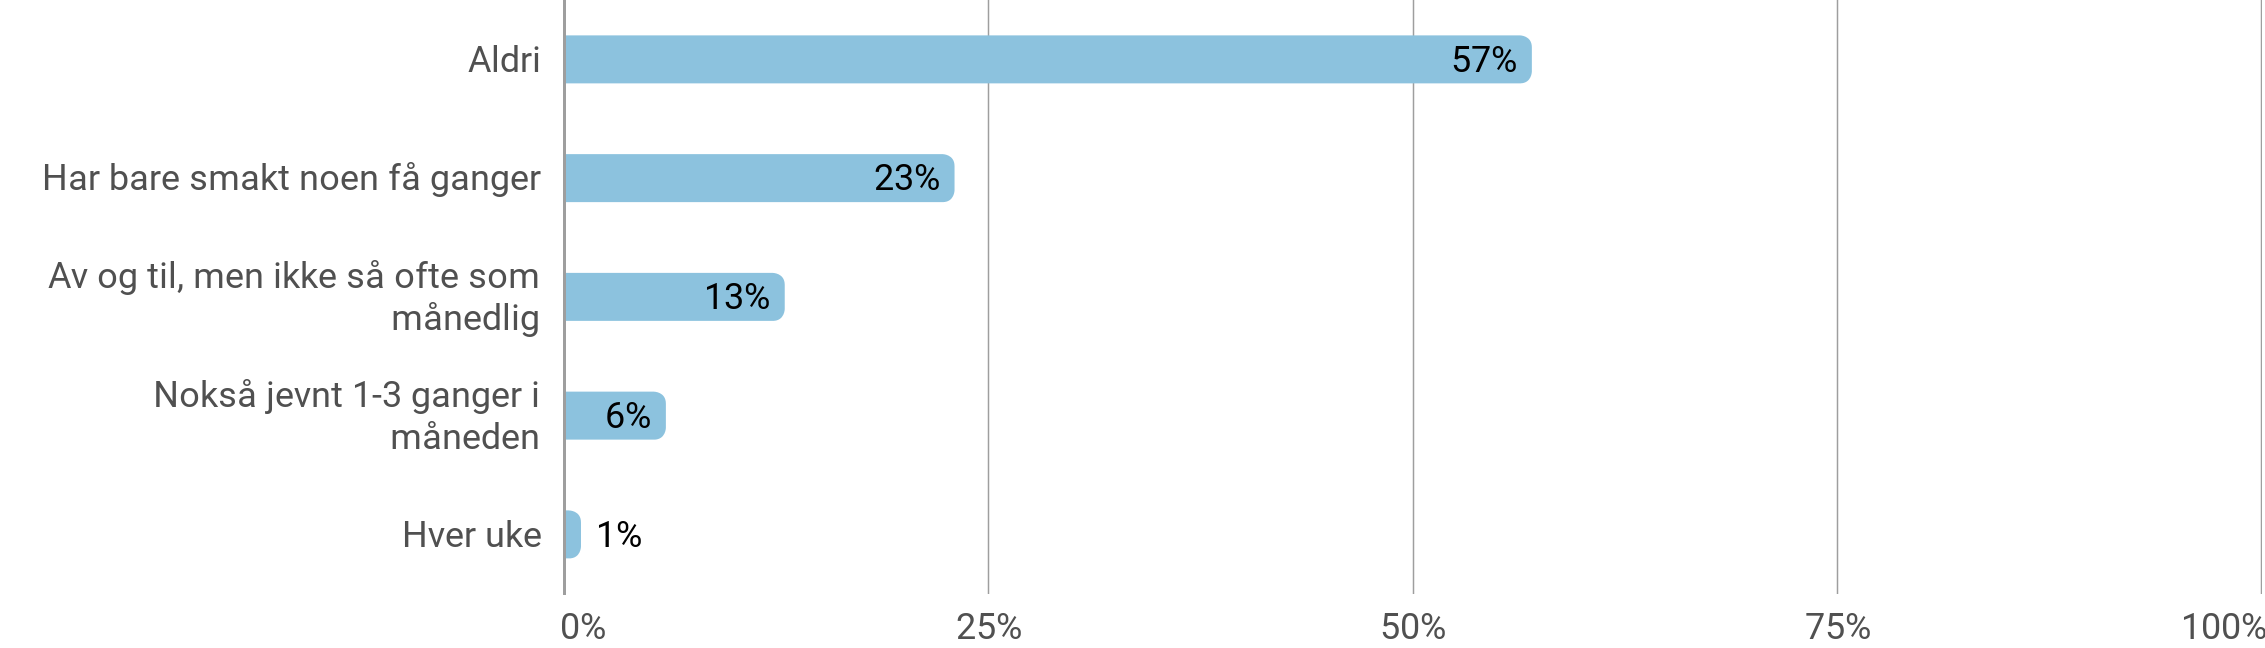 Aldri
57%
Har bare smakt noen få ganger
23%
Av og til, men ikke så ofte som
månedlig
13%
Nokså jevnt 1-3 ganger i
måneden
6%
Hver uke
1%
0%
25%
50%
75%
100%